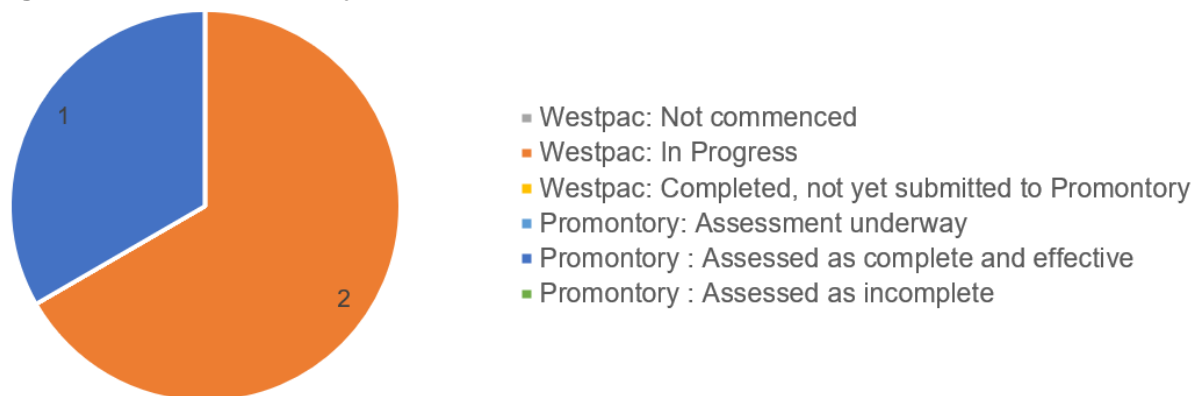 1
2
Westpac: Not commenced
Westpac: In Progress
Westpac: Completed, not yet submitted to Promontory
Promontory: Assessment underway
Promontory : Assessed as complete and effective
Promontory : Assessed as incomplete